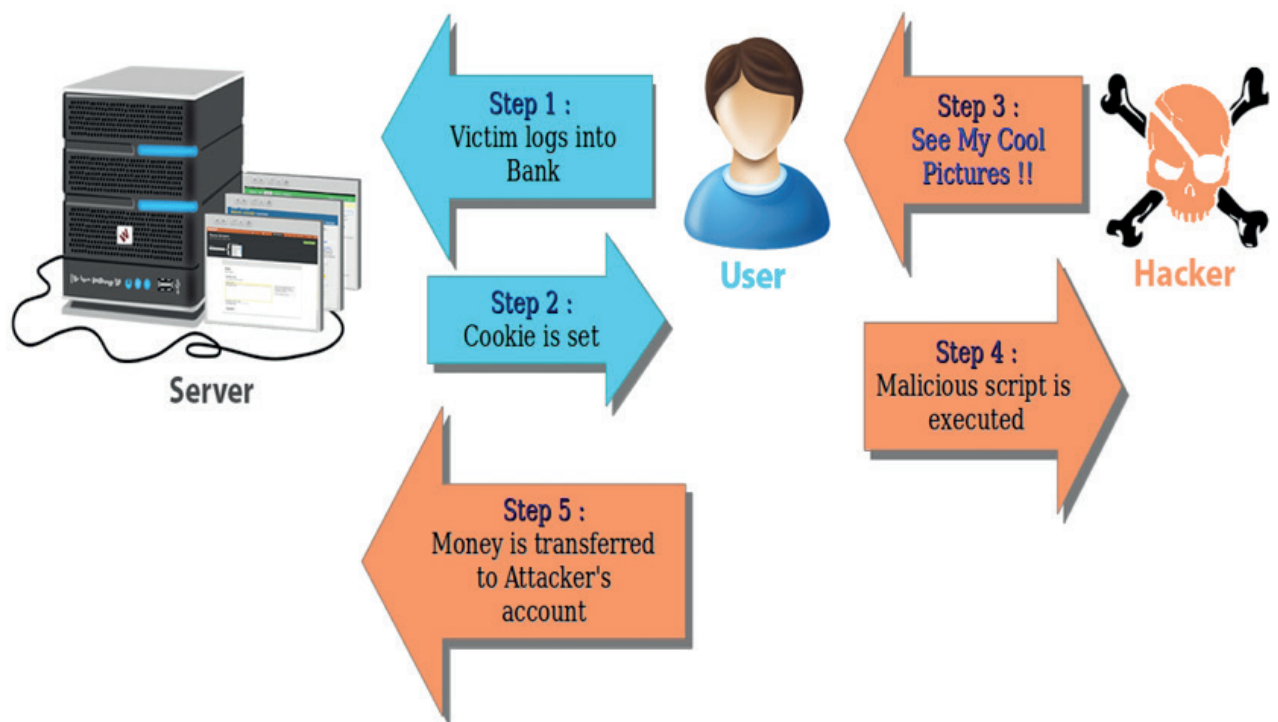 Step 1 :
Victim logs into
Bank
Step 2 :
Cookie is set
Step 3 :
See My Cool
Pictures !!
Step 4 :
Malicious script is
executed
Step 5 :
Money is transferred
to Attacker's
account
Server
User
Hacker